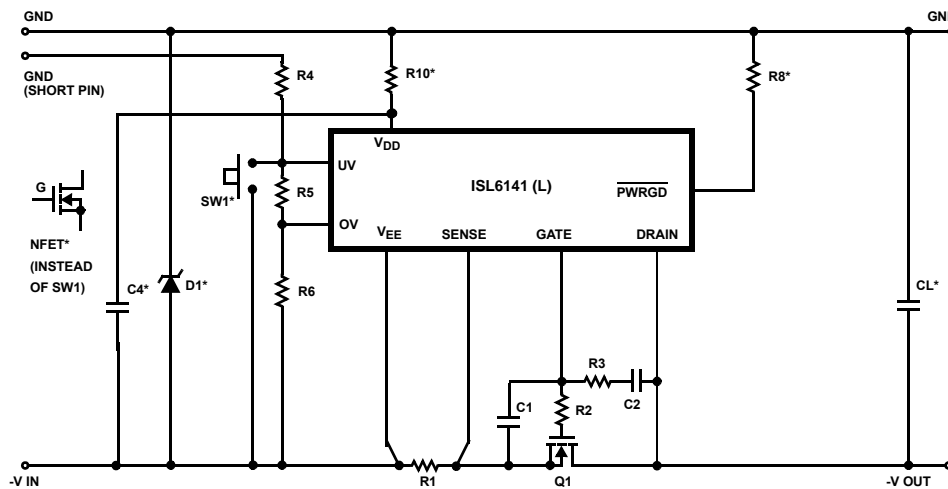 GND
GND
GND
(SHORT PIN)
R4
R10*
R8*
VDD
UV
ISL6141 (L)
PWRGD
G
SW1*
R5
OV
VEE
SENSE
GATE
DRAIN
NFET*
(INSTEAD
OF SW1)
C4*
D1*
R6
CL*
R3
C1
R2
C2
-V IN
R1
Q1
-V OUT